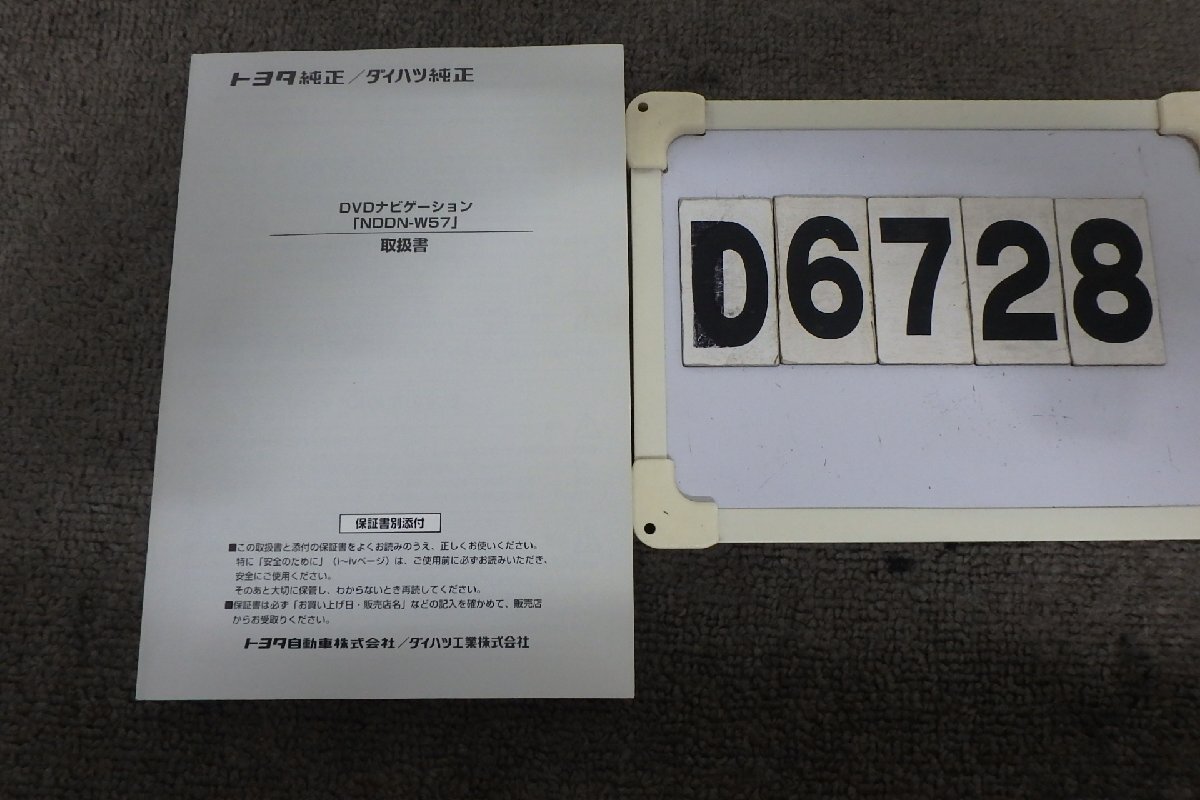 トヨタ純正/ダイハツ純正
DVDナビゲーション
「NDDN-W57」
取扱書
保証書別添付
■この取扱書と添付の保証書をよくお読みのうえ、正しくお使いください。
特に「安全のために」(i〜ivページ)は、ご使用前に必ずお読みいただき、
安全にご使用ください。
そのあと大切に保管し、わからないとき再読してください。
■保証書は必ず「お買い上げ日・販売店名」などの記入を確かめて、販売店
からお受取りください。
トヨタ自動車株式会社/ダイハツ工業株式会社
D6728